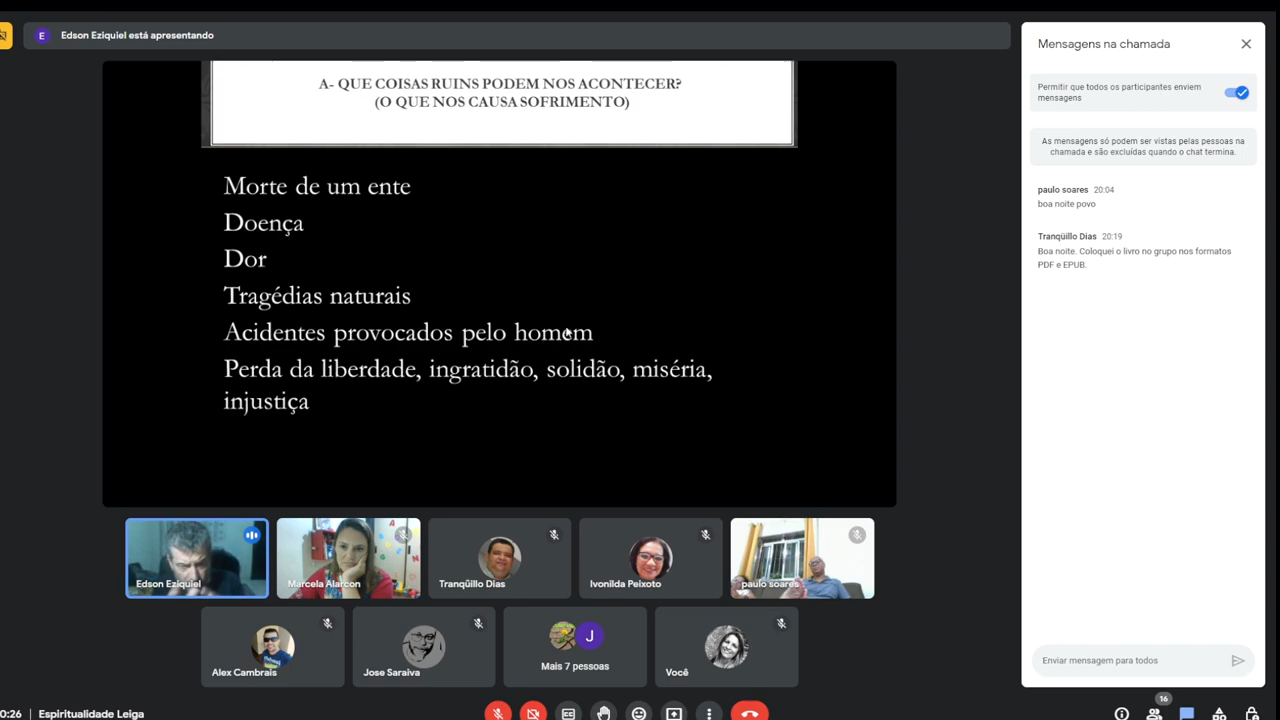 E Edson Eziquiel está apresentando
A- QUE COISAS RUINS PODEM NOS ACONTECER?
(O QUE NOS CAUSA SOFRIMENTO)
Morte de um ente
Doença
Dor
Tragédias naturais
Acidentes provocados pelo homem
Perda da liberdade, ingratidão, solidão, miséria,
injustiça
Edson Eziquiel
Marcela Alarcon
Tranqüillo Dias
Ivonilda Peixoto
paulo soares
Alex Cambrais
Jose Saraiva
J
Mais 7 pessoas
Você
0:26 | Espiritualidade Leiga
Mensagens na chamada
Permitir que todos os participantes enviem
mensagens
As mensagens só podem ser vistas pelas pessoas na
chamada e são excluídas quando o chat termina.
paulo soares 20:04
boa noite povo
Tranqüillo Dias 20:19
Boa noite. Coloquei o livro no grupo nos formatos
PDF e EPUB.
Enviar mensagem para todos
16